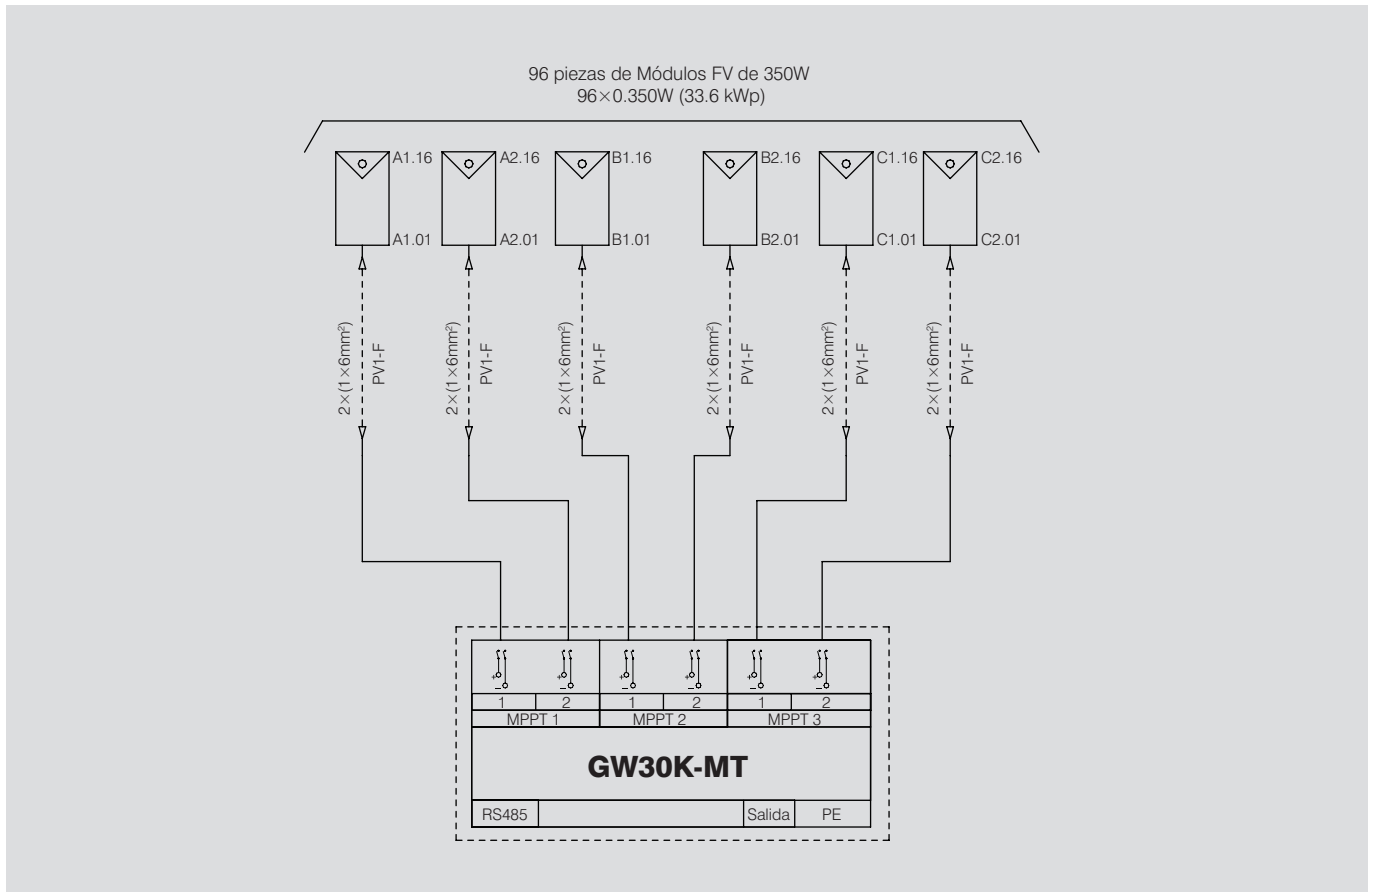 96 piezas de Módulos FV de 350W
96×0.350W (33.6 kWp)
A1.16
A2.16
B1.16
B2.16
C1.16
C2.16
A1.01
A2.01
B1.01
B2.01
C1.01
C2.01
2×(1×6mm²)
PV1-F
2×(1×6mm²)
PV1-F
2×(1×6mm²)
PV1-F
2×(1×6mm²)
PV1-F
2×(1×6mm²)
PV1-F
2×(1×6mm²)
PV1-F
+ + + + + +
– – – – – –
1 2 1 2 1 2
MPPT 1 MPPT 2 MPPT 3
GW30K-MT
RS485 Salida PE